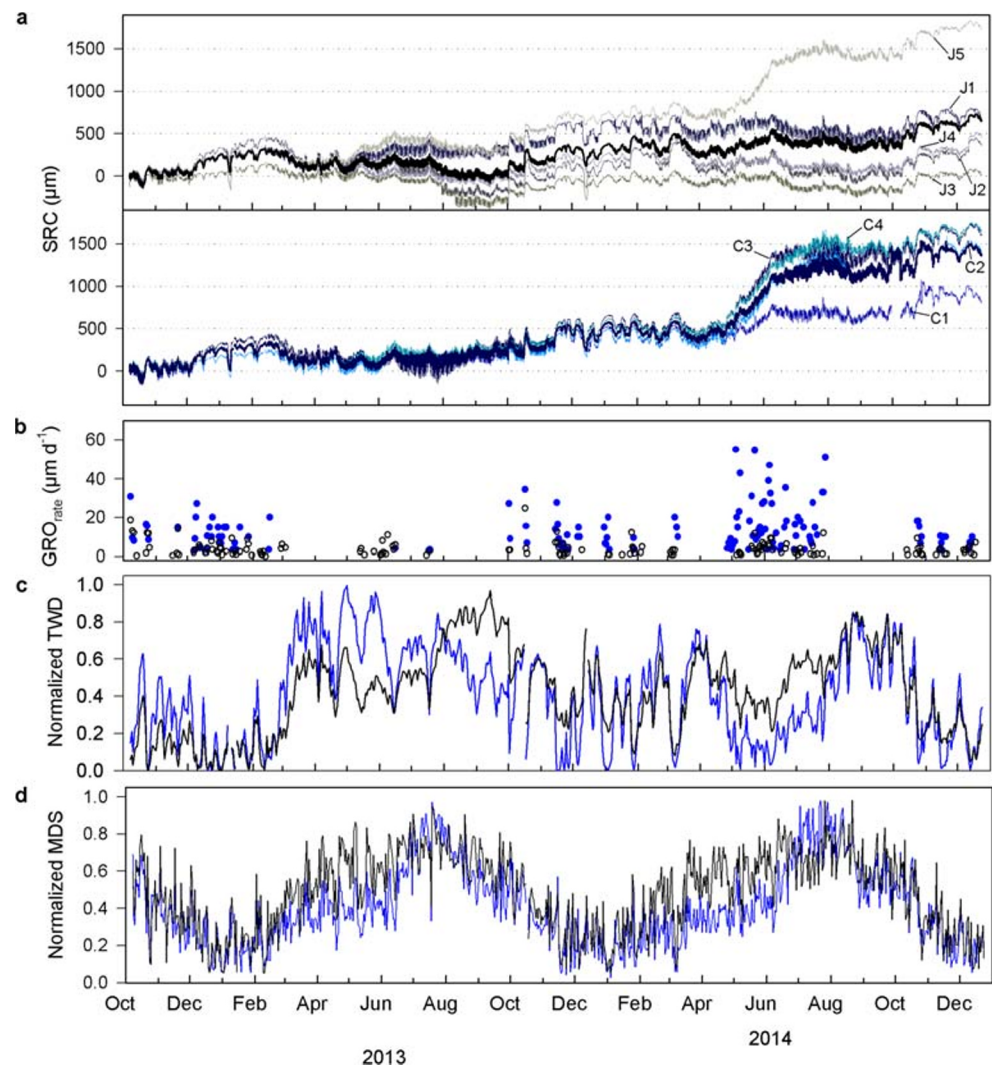 a
1500
1000
500
0
J5
J1
J4
J3
J2
SRC (µm)
1500
1000
500
0
C3
C4
C2
C1
b
60
40
20
0
GRO_rate (µm d⁻¹)
c
1.0
0.8
0.6
0.4
0.2
0.0
Normalized TWD
d
1.0
0.8
0.6
0.4
0.2
0.0
Normalized MDS
Oct Dec Feb Apr Jun Aug Oct Dec Feb Apr Jun Aug Oct Dec
2013
2014